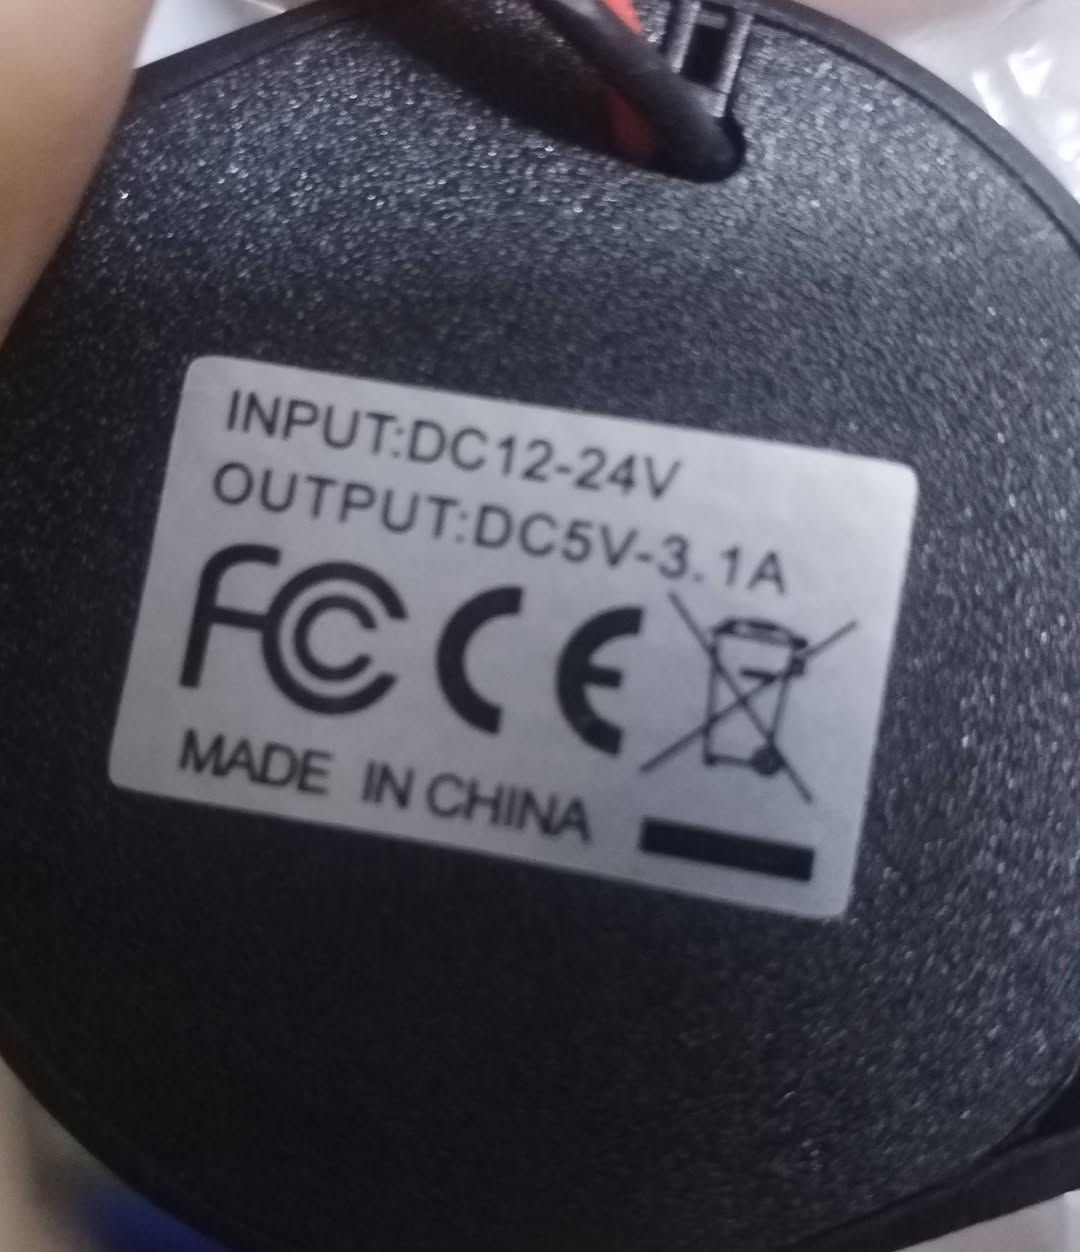 INPUT:DC12-24V
OUTPUT:DC5V-3.1A
FC CE
MADE IN CHINA